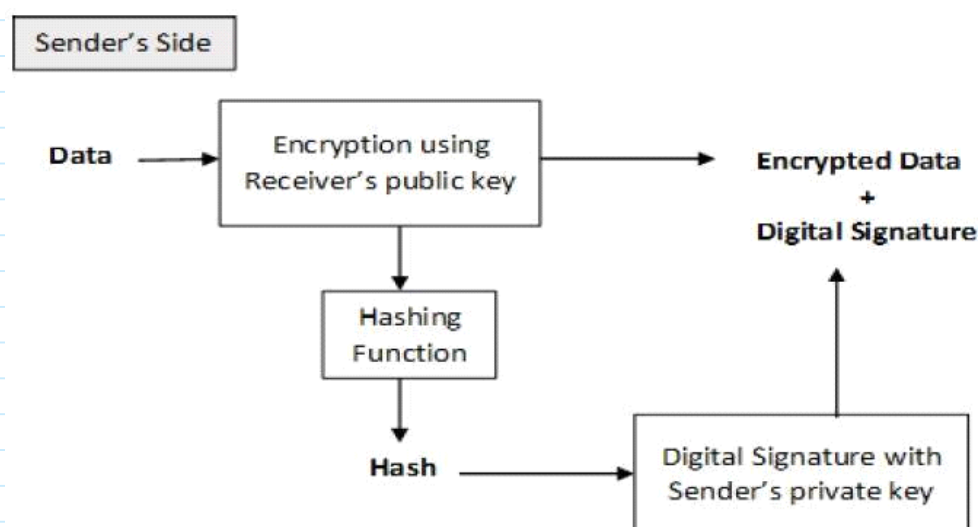 Sender's Side
Data
Encryption using
Receiver's public key
Encrypted Data
+
Digital Signature
Hashing
Function
Hash
Digital Signature with
Sender's private key